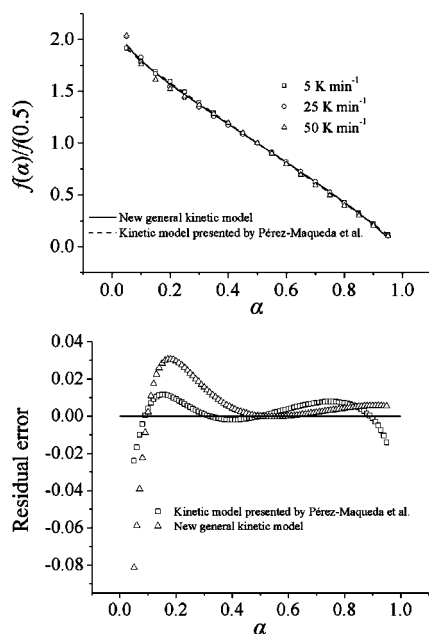 2.0
1.5
1.0
0.5
0.0
f(α)/f(0.5)
5 K min⁻¹
25 K min⁻¹
50 K min⁻¹
New general kinetic model
Kinetic model presented by Pérez-Maqueda et al.
0.0 0.2 0.4 0.6 0.8 1.0
α
0.04
0.02
0.00
-0.02
-0.04
-0.06
-0.08
Residual error
Kinetic model presented by Pérez-Maqueda et al.
New general kinetic model
0.0 0.2 0.4 0.6 0.8 1.0
α